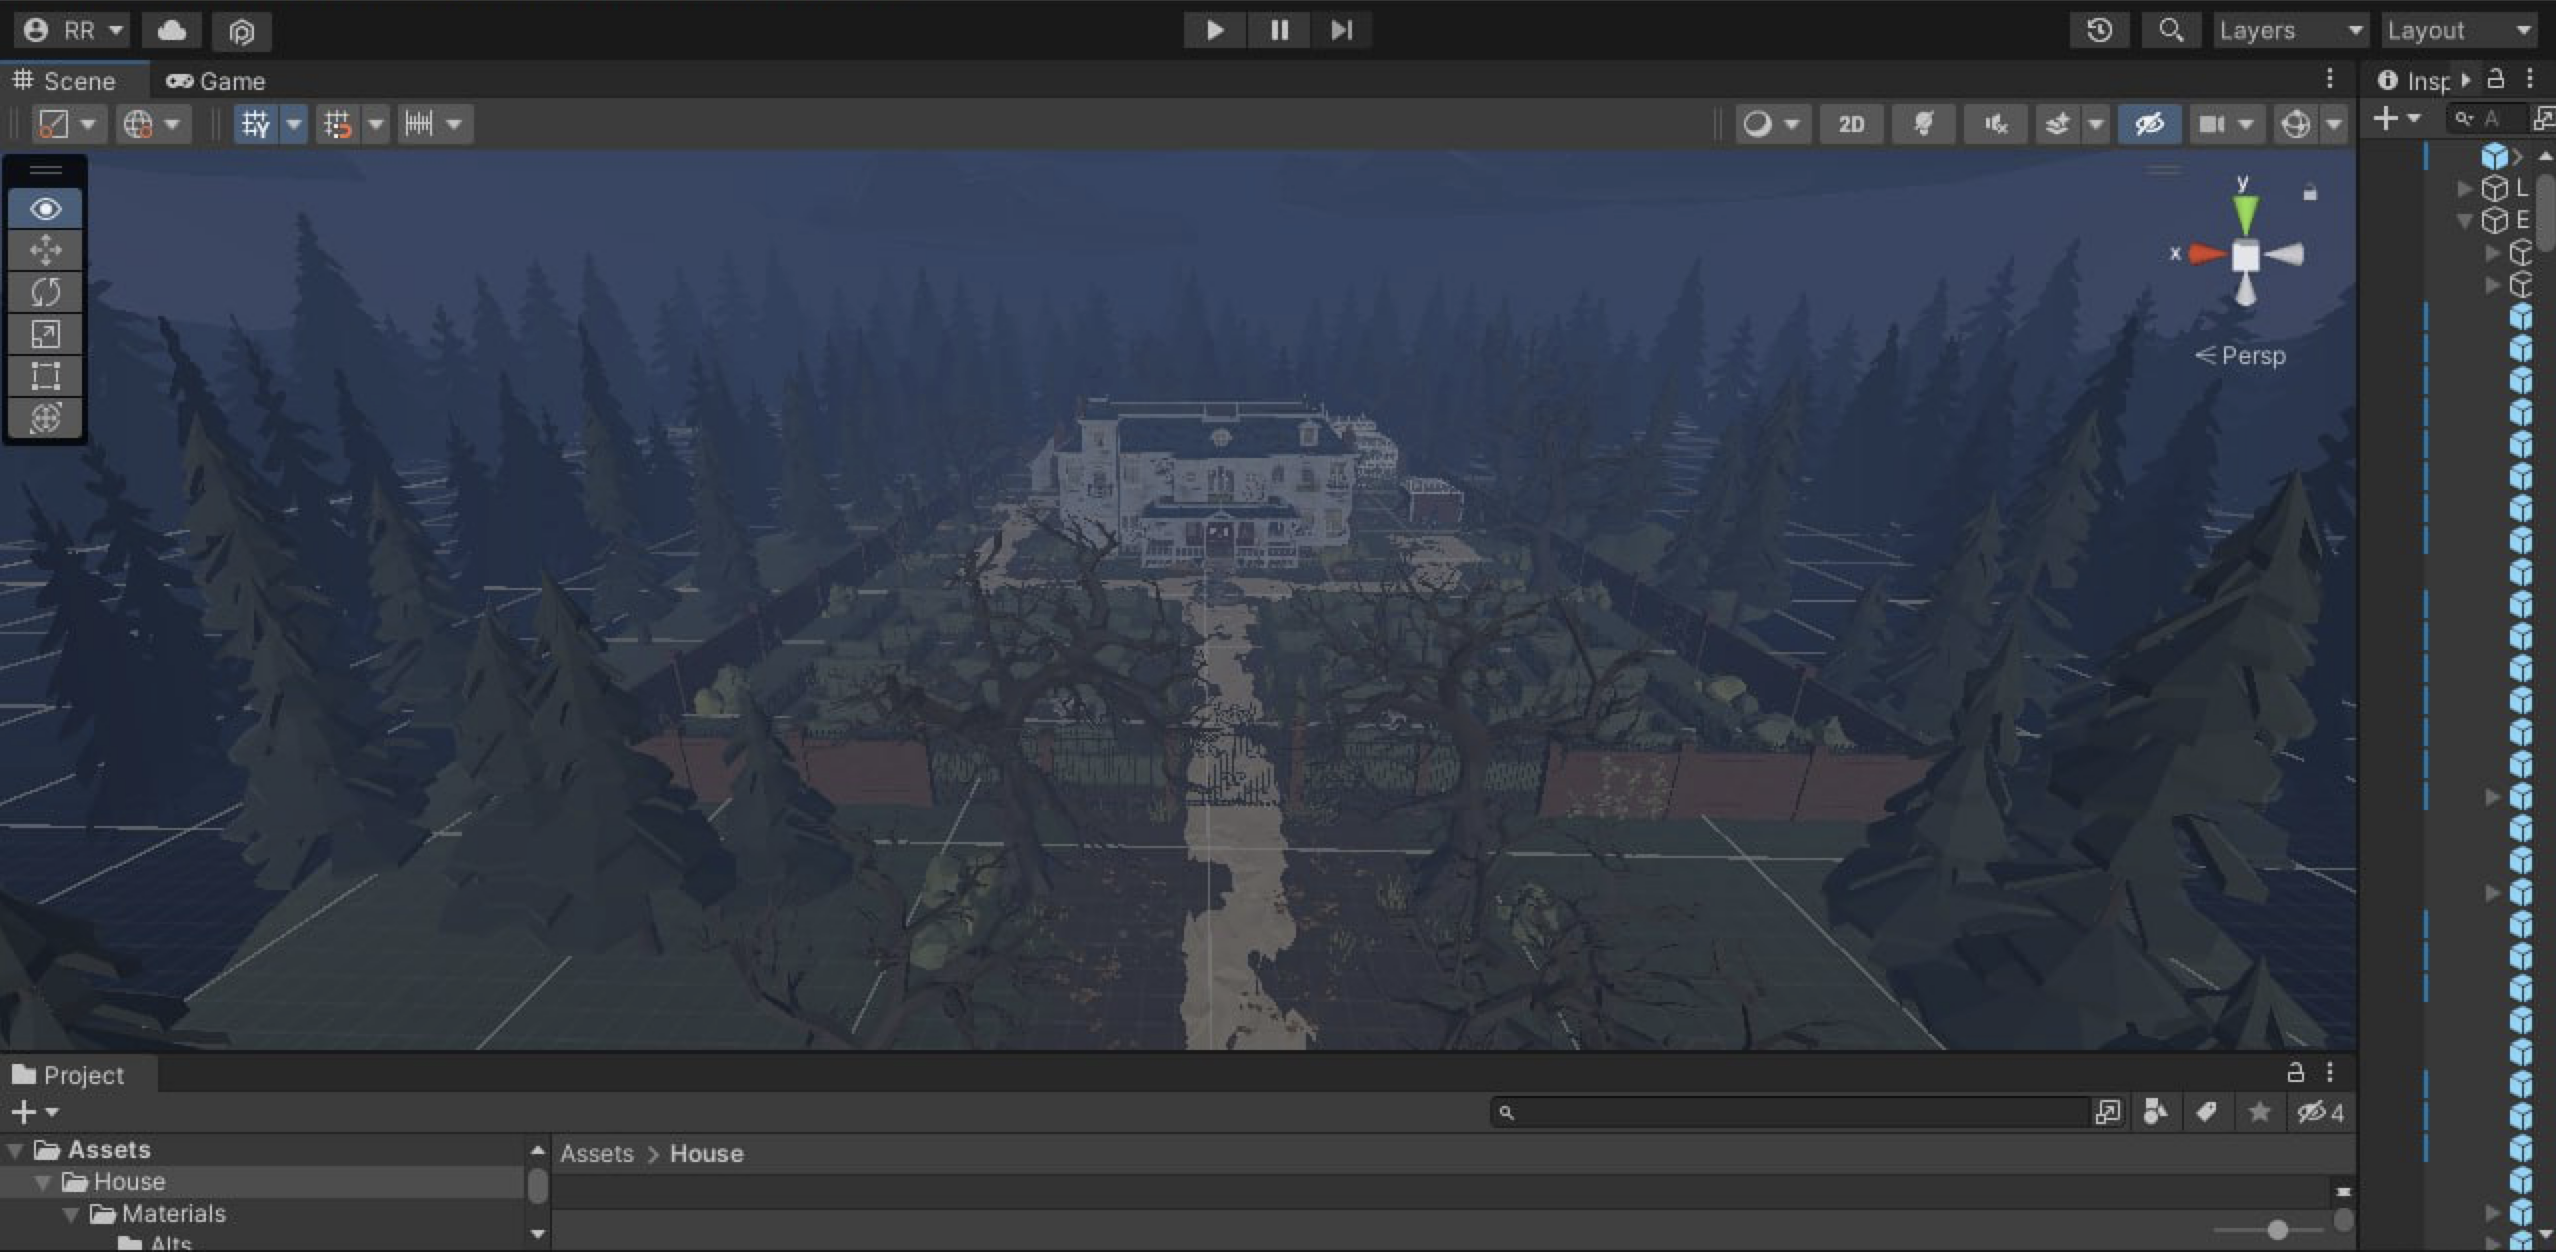 RR
Layers
Layout
Scene
Game
Insp
2D
A
y
x
Persp
L
E
Project
4
Assets
House
Materials
Alts
Assets > House